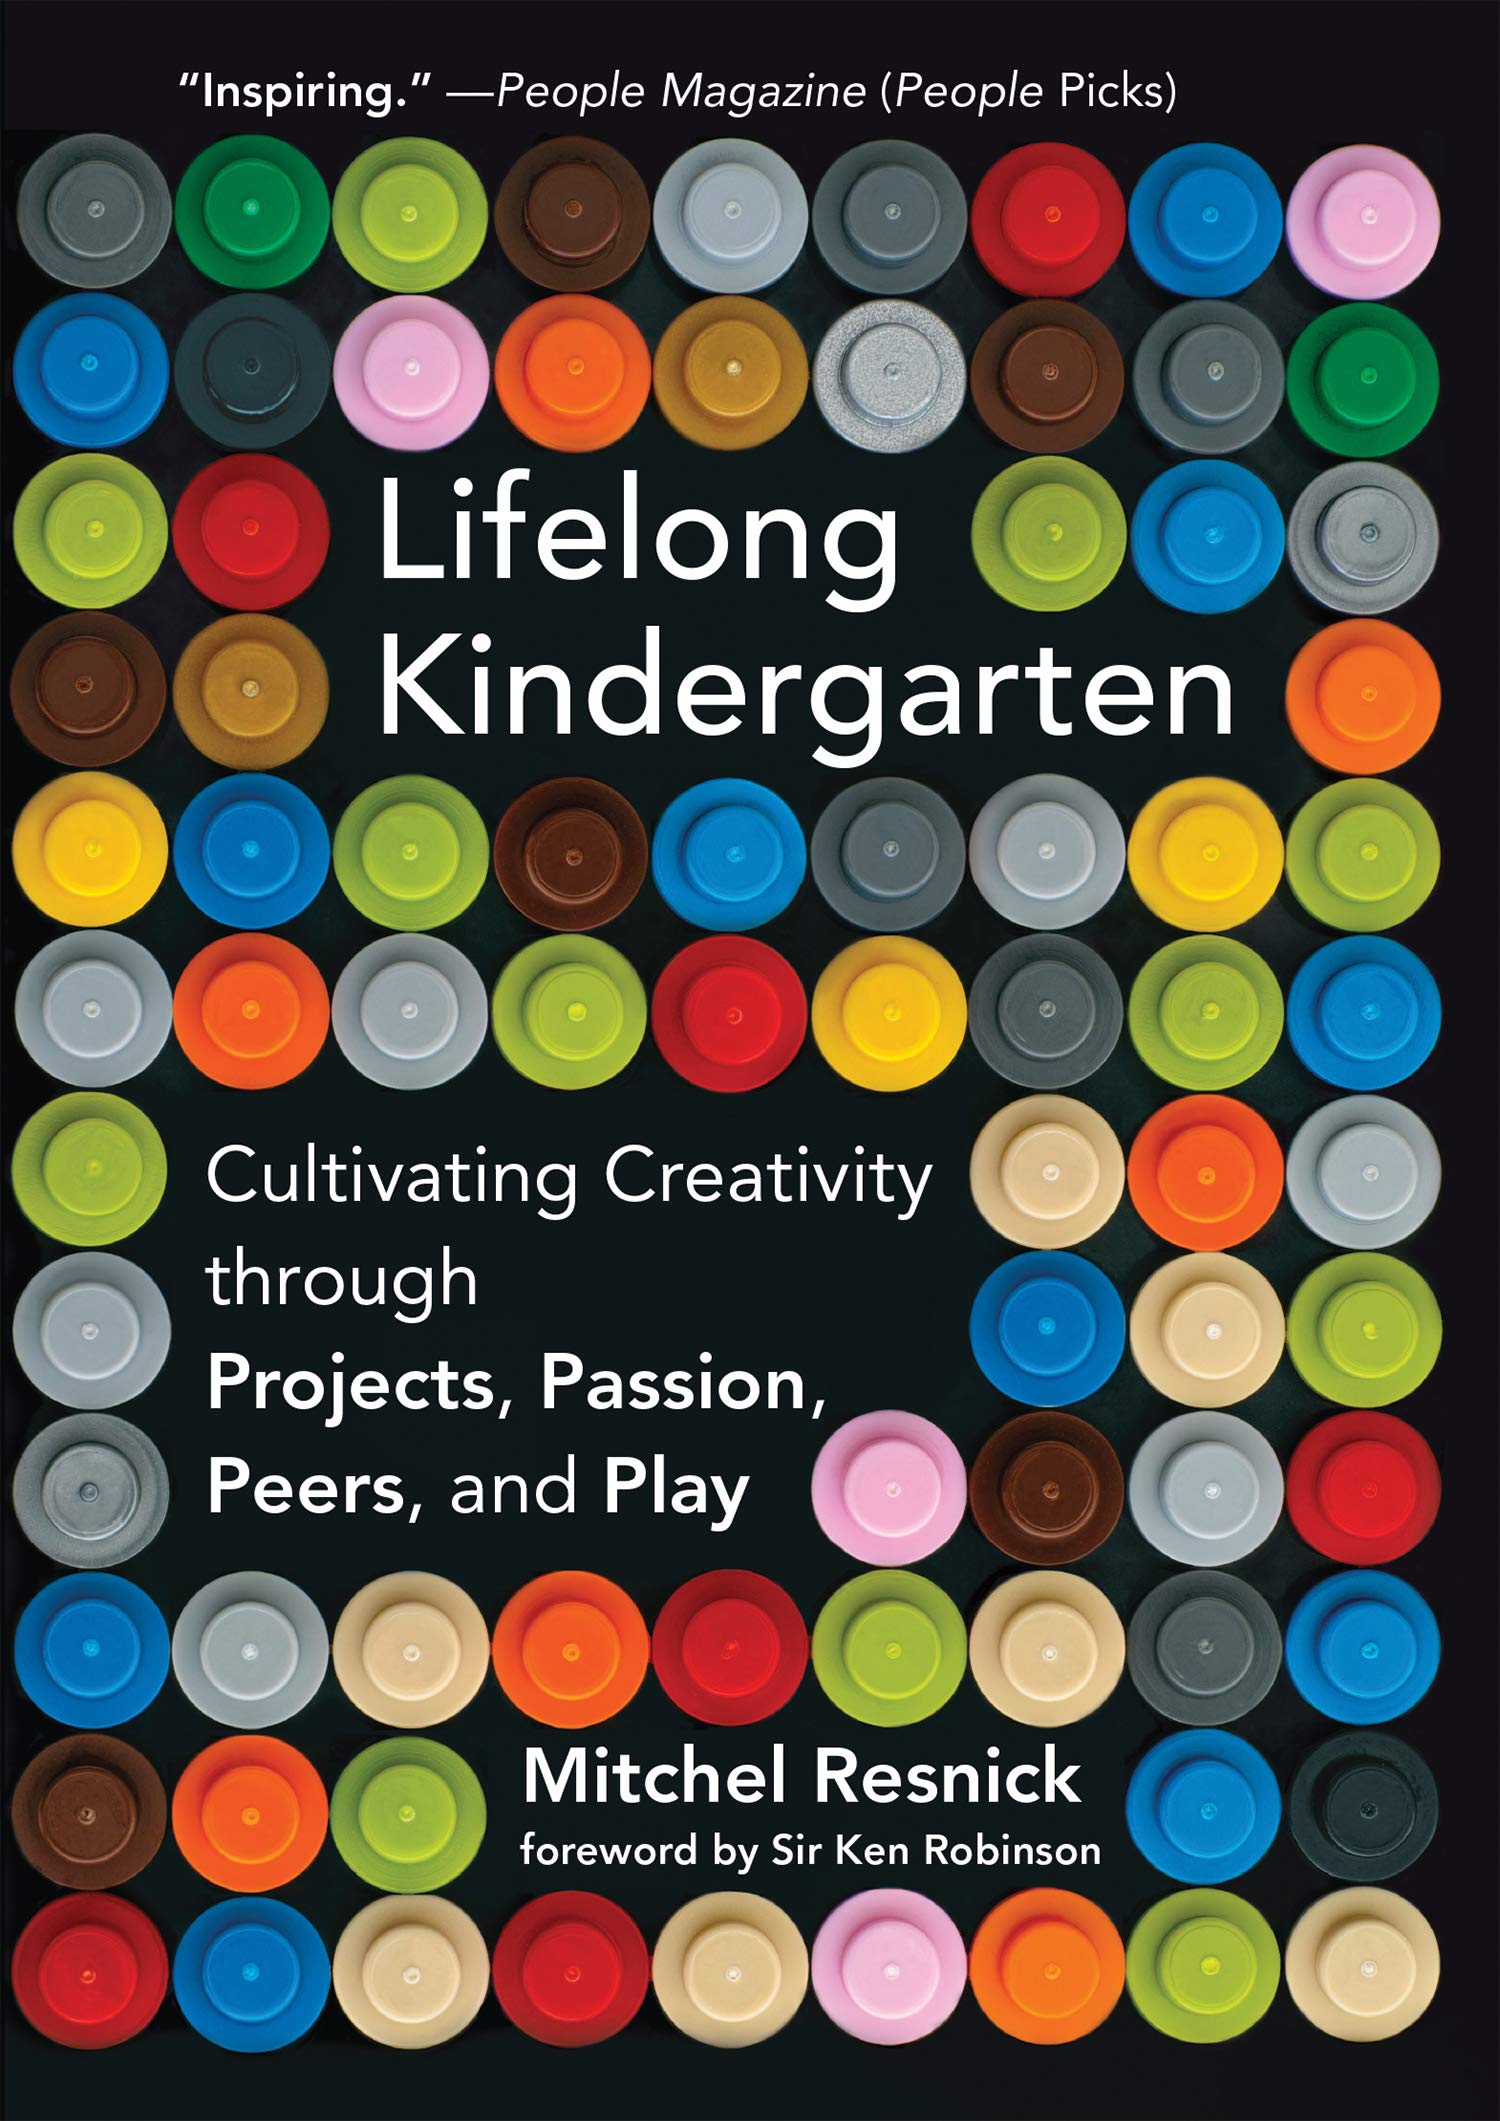 “Inspiring.” —People Magazine (People Picks)
Lifelong
Kindergarten
Cultivating Creativity
through
Projects, Passion,
Peers, and Play
Mitchel Resnick
foreword by Sir Ken Robinson